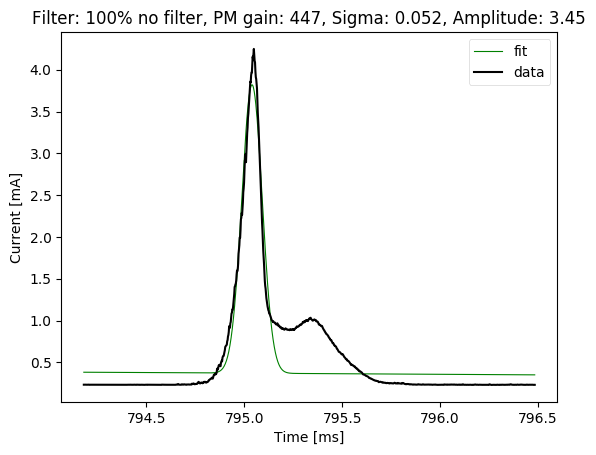 Filter: 100% no filter, PM gain: 447, Sigma: 0.052, Amplitude: 3.45
fit
data
4.0
3.5
3.0
2.5
2.0
1.5
1.0
0.5
Current [mA]
794.5 795.0 795.5 796.0 796.5
Time [ms]